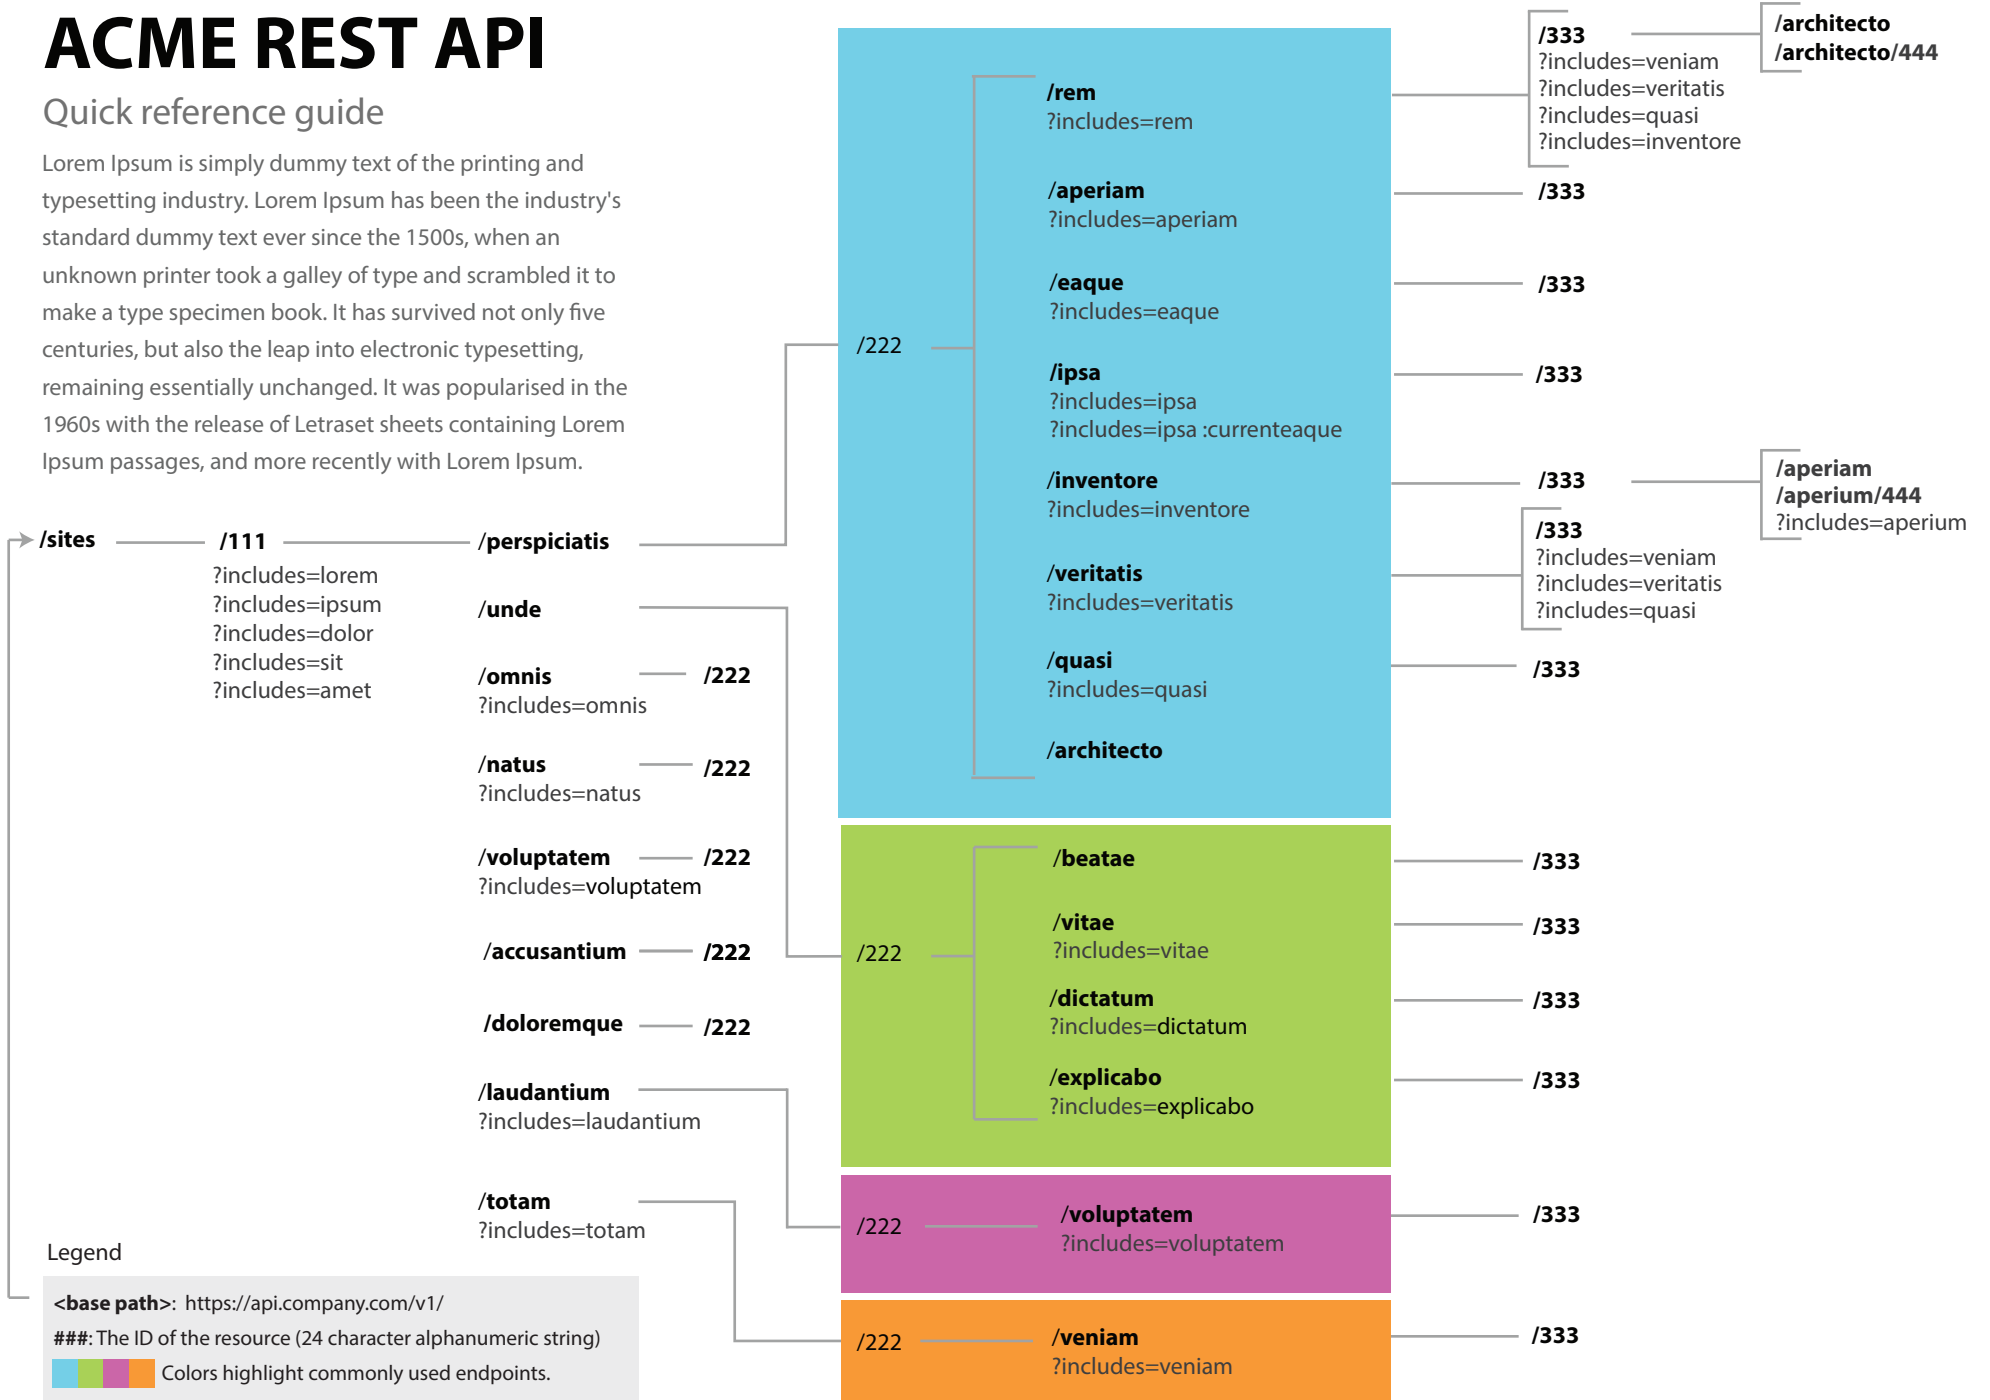 ACME REST API
Quick reference guide
Lorem Ipsum is simply dummy text of the printing and
typesetting industry. Lorem Ipsum has been the industry's
standard dummy text ever since the 1500s, when an
unknown printer took a galley of type and scrambled it to
make a type specimen book. It has survived not only five
centuries, but also the leap into electronic typesetting,
remaining essentially unchanged. It was popularised in the
1960s with the release of Letraset sheets containing Lorem
Ipsum passages, and more recently with Lorem Ipsum.
/sites
/111
?includes=lorem
?includes=ipsum
?includes=dolor
?includes=sit
?includes=amet
/perspiciatis
/unde
/omnis
?includes=omnis
/222
/natus
?includes=natus
/222
/voluptatem
?includes=voluptatem
/222
/accusantium
/222
/doloremque
/222
/laudantium
?includes=laudantium
/totam
?includes=totam
/222
/rem
?includes=rem
/aperiam
?includes=aperiam
/eaque
?includes=eaque
/ipsa
?includes=ipsa
?includes=ipsa :currenteaque
/inventore
?includes=inventore
/veritatis
?includes=veritatis
/quasi
?includes=quasi
/architecto
/333
?includes=veniam
?includes=veritatis
?includes=quasi
?includes=inventore
/architecto
/architecto/444
/333
/333
/333
/333
/aperiam
/aperium/444
?includes=aperium
/333
?includes=veniam
?includes=veritatis
?includes=quasi
/333
/222
/beatae
/333
/vitae
?includes=vitae
/333
/dictatum
?includes=dictatum
/333
/explicabo
?includes=explicabo
/333
/222
/voluptatem
?includes=voluptatem
/333
/222
/veniam
?includes=veniam
/333
Legend
<base path>: https://api.company.com/v1/
###: The ID of the resource (24 character alphanumeric string)
Colors highlight commonly used endpoints.